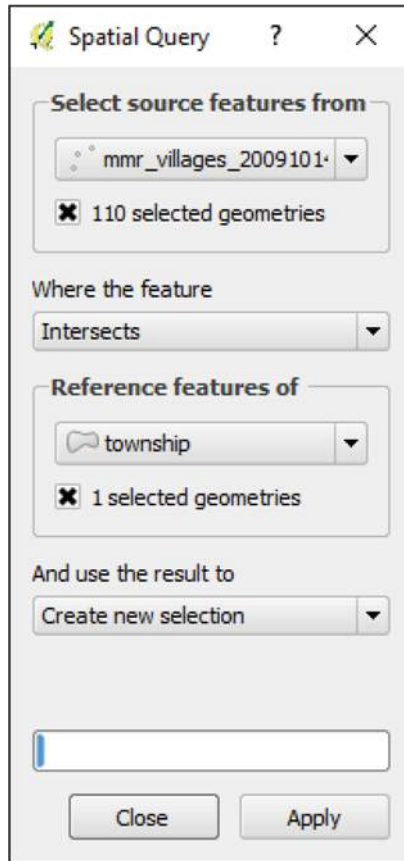 Spatial Query ? ×
Select source features from
mmr_villages_2009101
110 selected geometries
Where the feature
Intersects
Reference features of
township
1 selected geometries
And use the result to
Create new selection
Close Apply